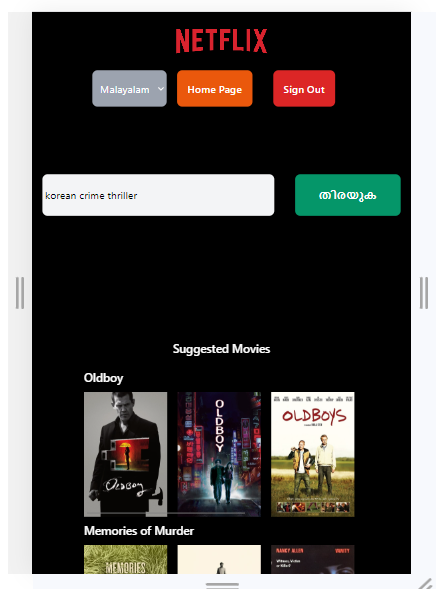 NETFLIX
Malayalam
Home Page
Sign Out
korean crime thriller
തിരയുക
Suggested Movies
Oldboy
Oldboy
OLDBOY
OLDBOYS
Memories of Murder
MEMORIES
NANCY ALLEN
VANITY